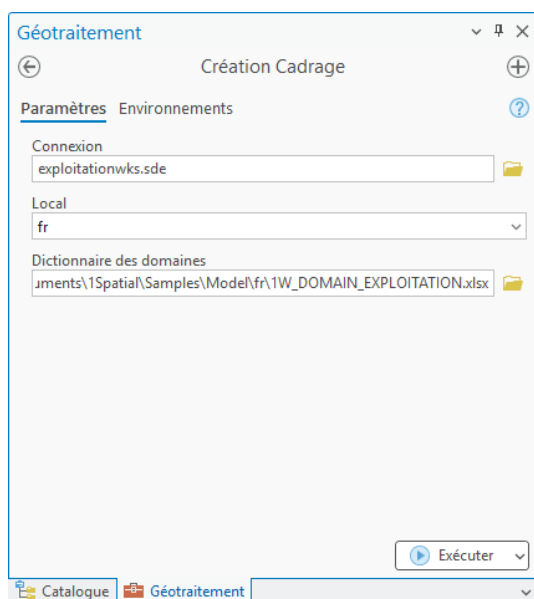 Géotraitement
Création Cadrage
Paramètres Environnements
Connexion
exploitationwks.sde
Local
fr
Dictionnaire des domaines
uments\1Spatial\Samples\Model\fr\1W_DOMAIN_EXPLOITATION.xlsx
Exécuter
Catalogue Géotraitement